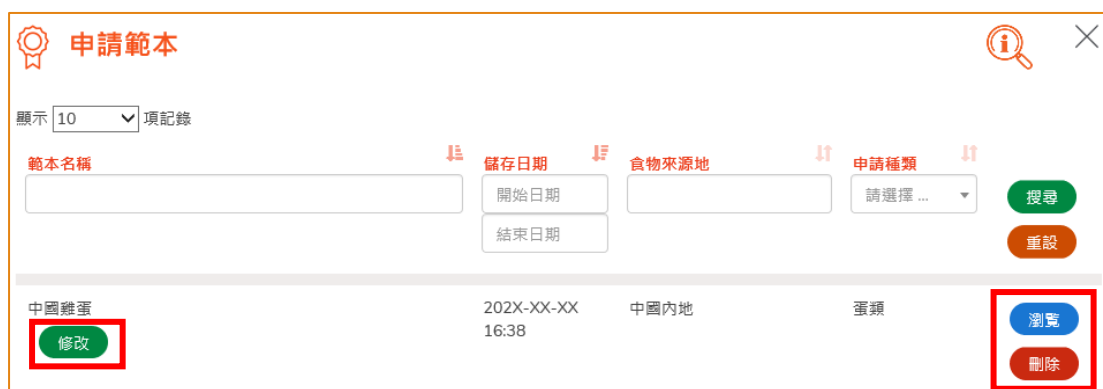 申請範本
顯示 10 項記錄
範本名稱 儲存日期 食物來源地 申請種類
開始日期 請選擇 ... 搜尋
結束日期 重設
中國雞蛋 202X-XX-XX 中國內地 蛋類 瀏覧
修改 16:38
刪除